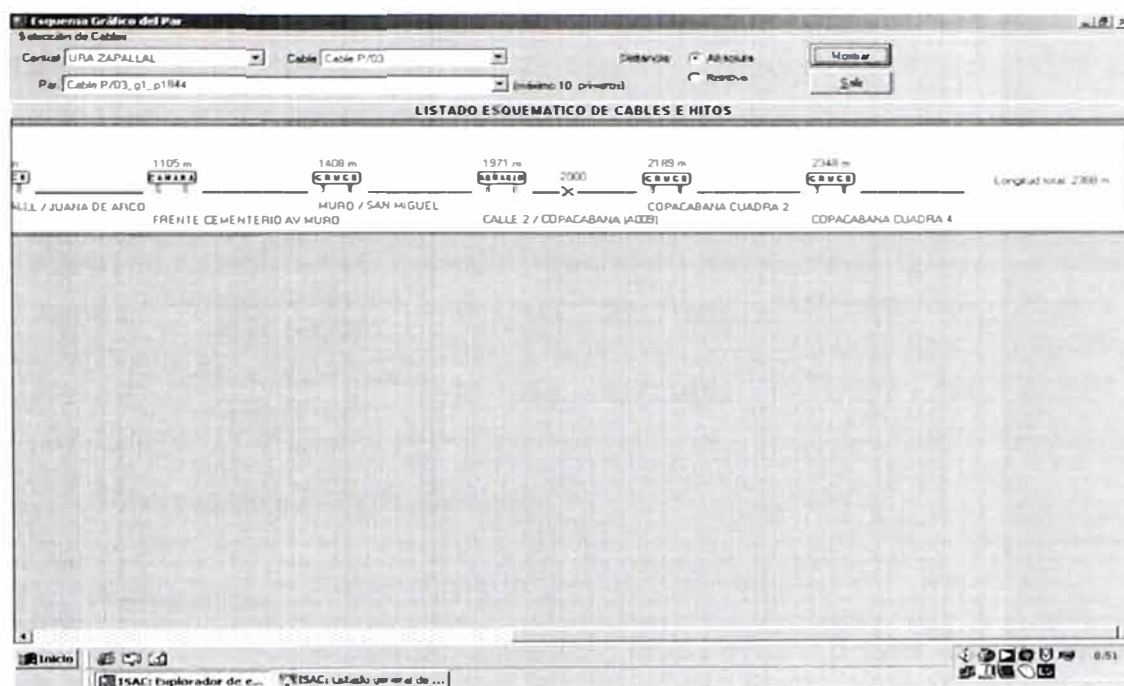 Esquema Gráfico del Par
Selección de Cables
Central URA ZAPALLAL Cable Cable P/03 Distancia Absoluta Mostrar
Par Cable P/03_g1_p1844 (máximo 10 primeros) Relativa Salir
LISTADO ESQUEMATICO DE CABLES E HITOS
1105 m 1408 m 1971 m 2000 2189 m 2348 m
CAMARA CRUCE CRUCE CRUCE Longitud total: 2388 m
/ JUANA DE ARCO MURO / SAN MIGUEL COPACABANA CUADRA 2
FRENTE CEMENTERIO AV MURO CALLE 2 / COPACABANA (A009) COPACABANA CUADRA 4
Inicio 8:51
ISAC: Explorador de e... ISAC: Listado general de ...